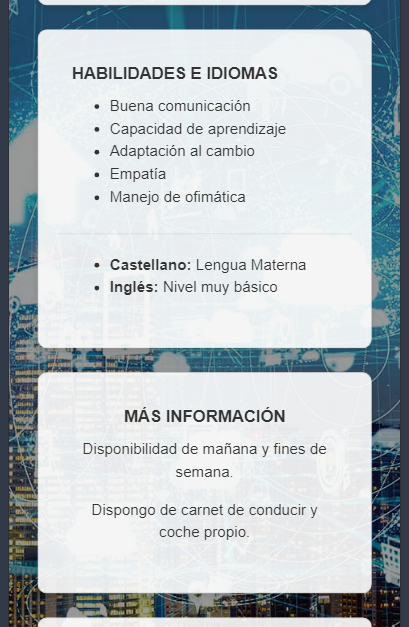 HABILIDADES E IDIOMAS
Buena comunicación
Capacidad de aprendizaje
Adaptación al cambio
Empatía
Manejo de ofimática
Castellano: Lengua Materna
Inglés: Nivel muy básico
MÁS INFORMACIÓN
Disponibilidad de mañana y fines de
semana.
Dispongo de carnet de conducir y
coche propio.